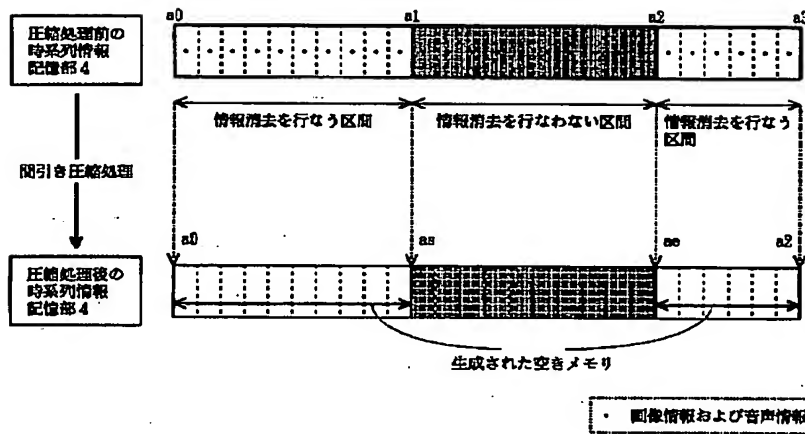 a0 a1 a2 a3
圧縮処理前の
時系列情報
記憶部4
情報消去を行なう区間
情報消去を行なわない区間
情報消去を行なう
区間
間引き圧縮処理
a0 as ae a2
圧縮処理後の
時系列情報
記憶部4
生成された空きメモリ
画像情報および音声情報